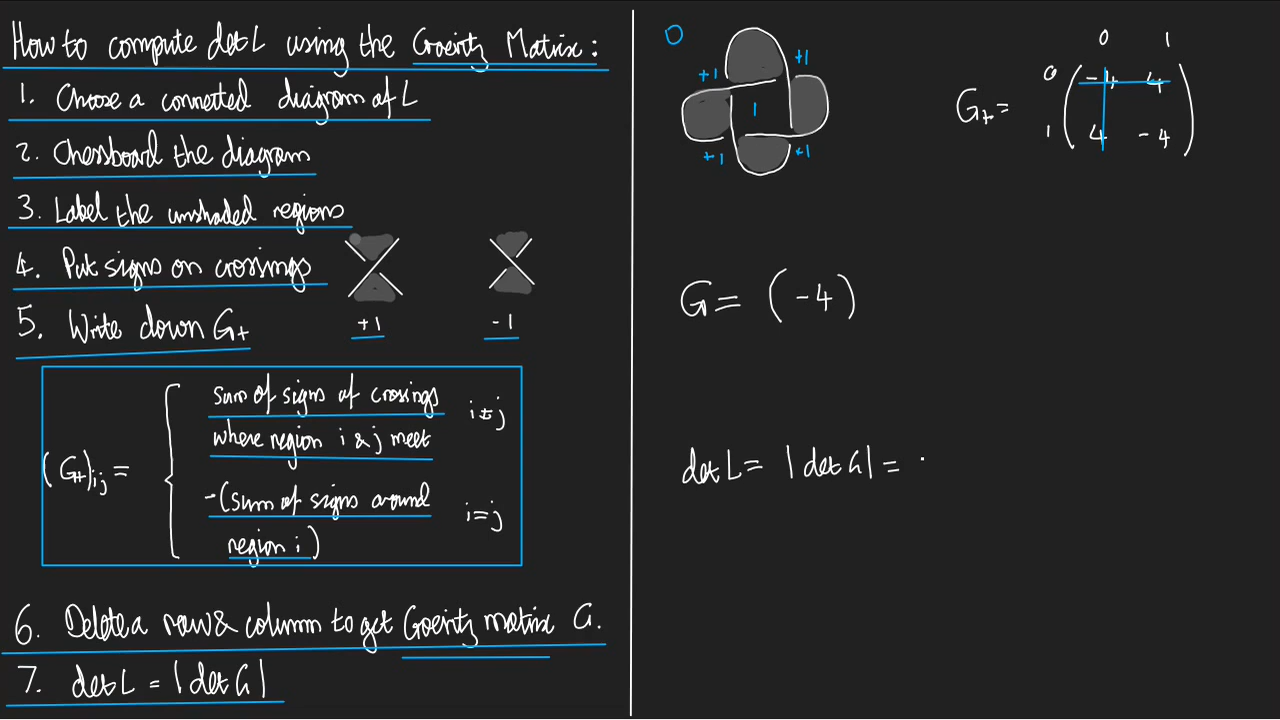 How to compute det L using the Goeritz Matrix:
1. Choose a connected diagram of L
2. Chessboard the diagram
3. Label the unshaded regions
4. Put signs on crossings
+1 -1
5. Write down G+
(G+)ij =
sum of signs of crossings
where region i & j meet
i≠j
-(sum of signs around
region i)
i=j
6. Delete a row & column to get Goeritz matrix G.
7. det L = |det G|
0
+1 +1
1
+1 +1
0 1
G+ =
0 -4 4
1 4 -4
G = (-4)
det L = |det G| =